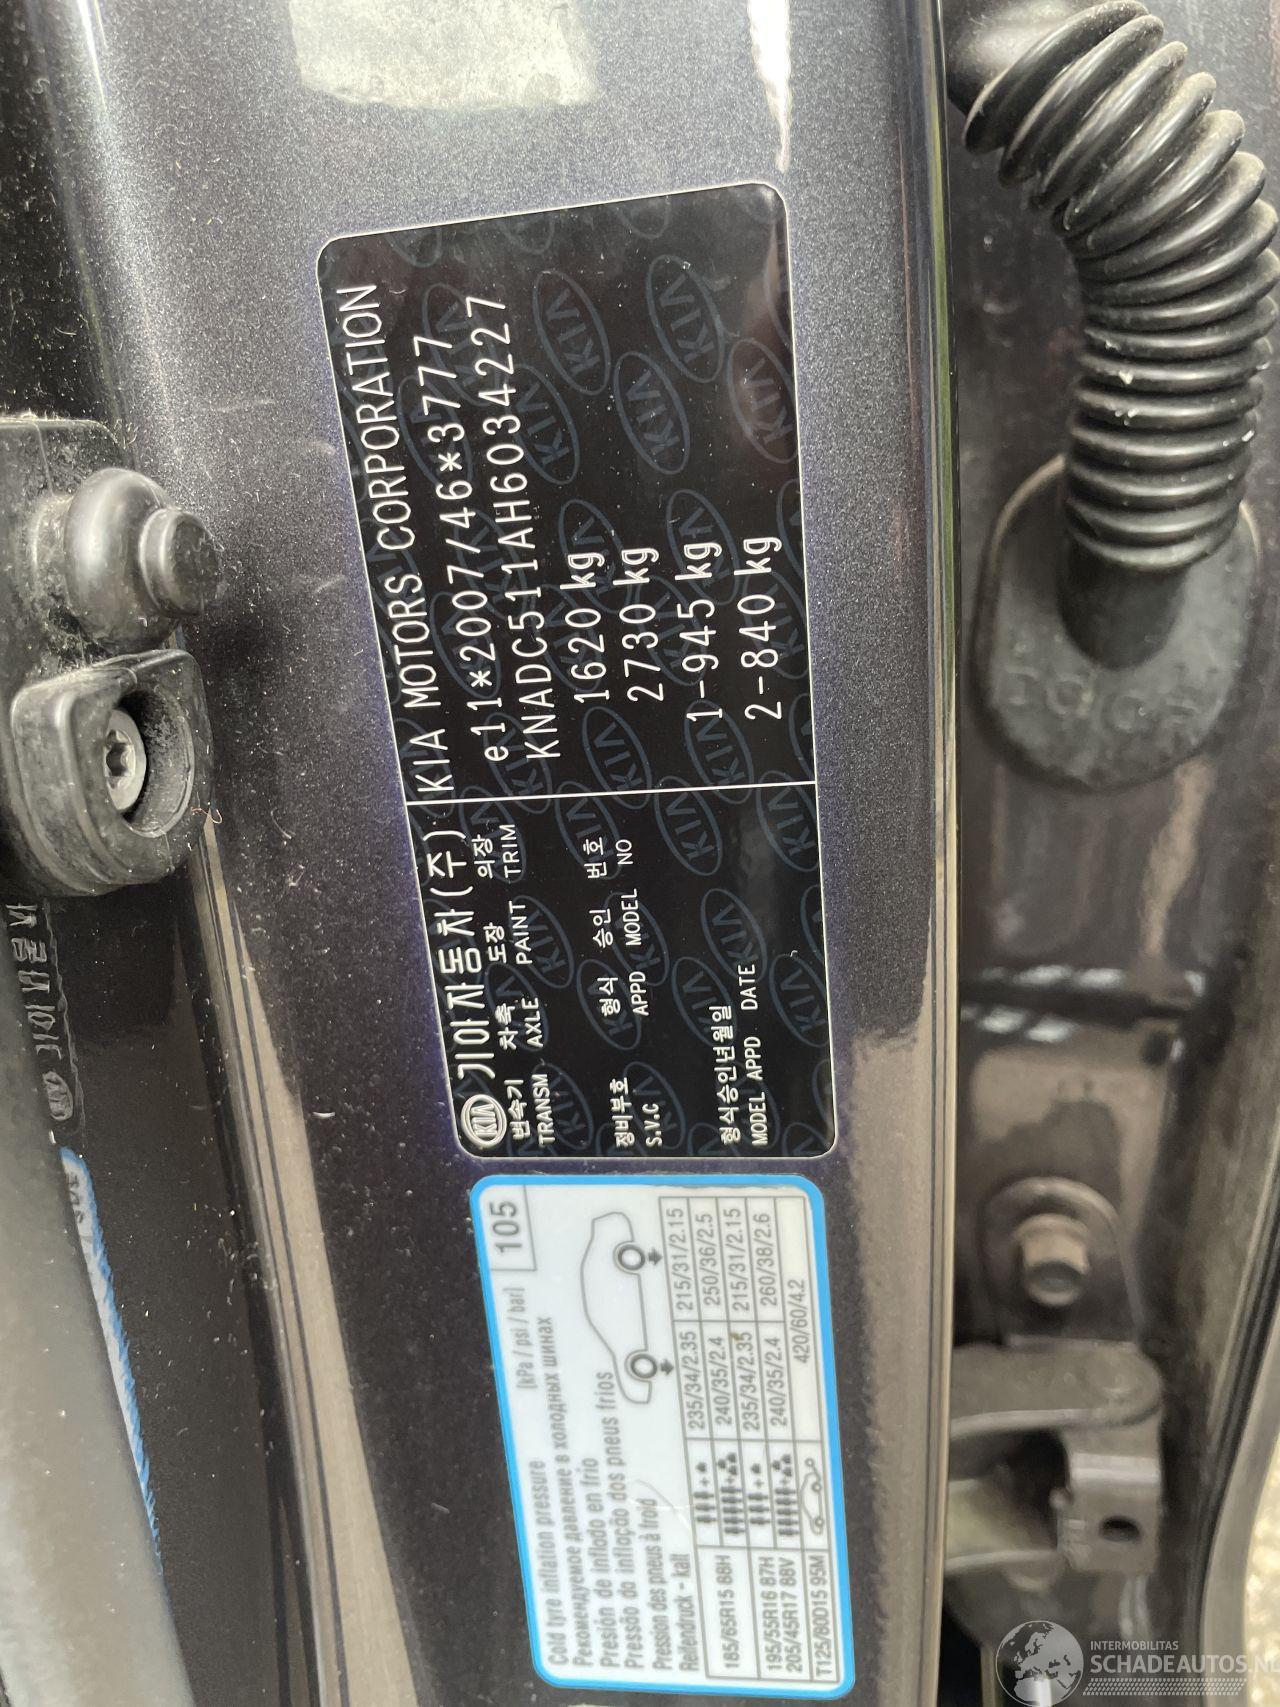 KIA 기아자동차(주) KIA MOTORS CORPORATION
변속기 차축 도장 의장
TRANSM AXLE PAINT TRIM
e11*2007/46*3777
KNADC511AH6034227
정비부호 형식 승인 번호
S.V.C APPD MODEL NO
1620 kg
2730 kg
1-945 kg
2-840 kg
형식승인년월일
MODEL APPD DATE
Cold tyre inflation pressure [kPa / psi / bar] 105
Рекомендуемое давление в холодных шинах
Presión de inflado en frío
Pressão do inflação dos pneus frios
Pression des pneus à froid
Reifendruck - kalt
185/65R15 88H 235/34/2.35 215/31/2.15
240/35/2.4 250/36/2.5
195/55R16 87H 235/34/2.35 215/31/2.15
205/45R17 88V 240/35/2.4 260/38/2.6
T125/80D15 95M 420/60/4.2
INTERMOBILITAS
SCHADEAUTOS.NL